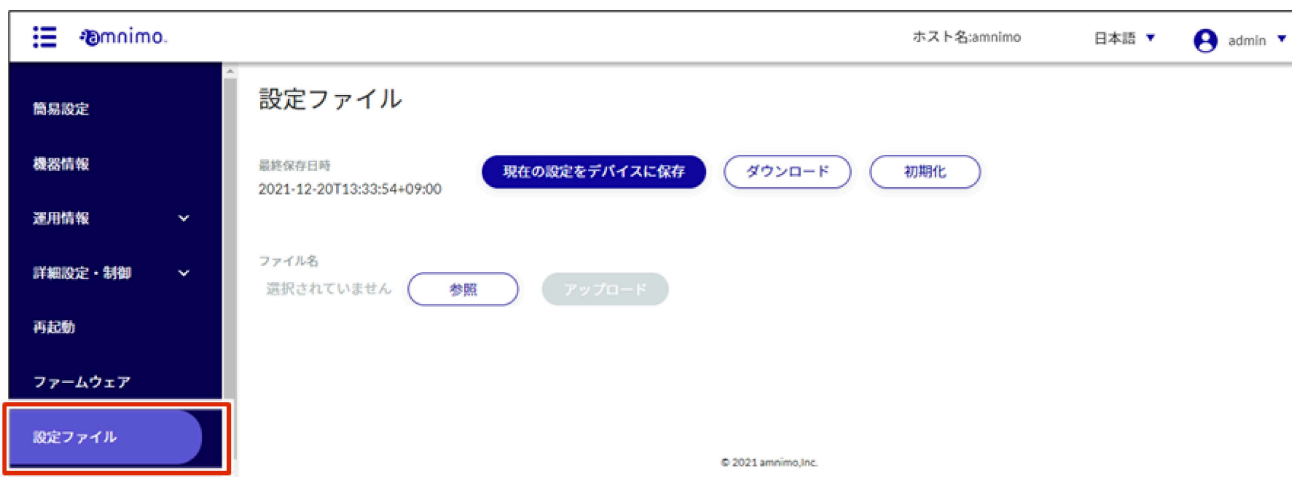 amnimo.
ホスト名:amnimo
日本語 ▼
admin ▼
簡易設定
機器情報
運用情報
詳細設定・制御
再起動
ファームウェア
設定ファイル
設定ファイル
最終保存日時
2021-12-20T13:33:54+09:00
現在の設定をデバイスに保存
ダウンロード
初期化
ファイル名
選択されていません
参照
アップロード
© 2021 amnimo,Inc.